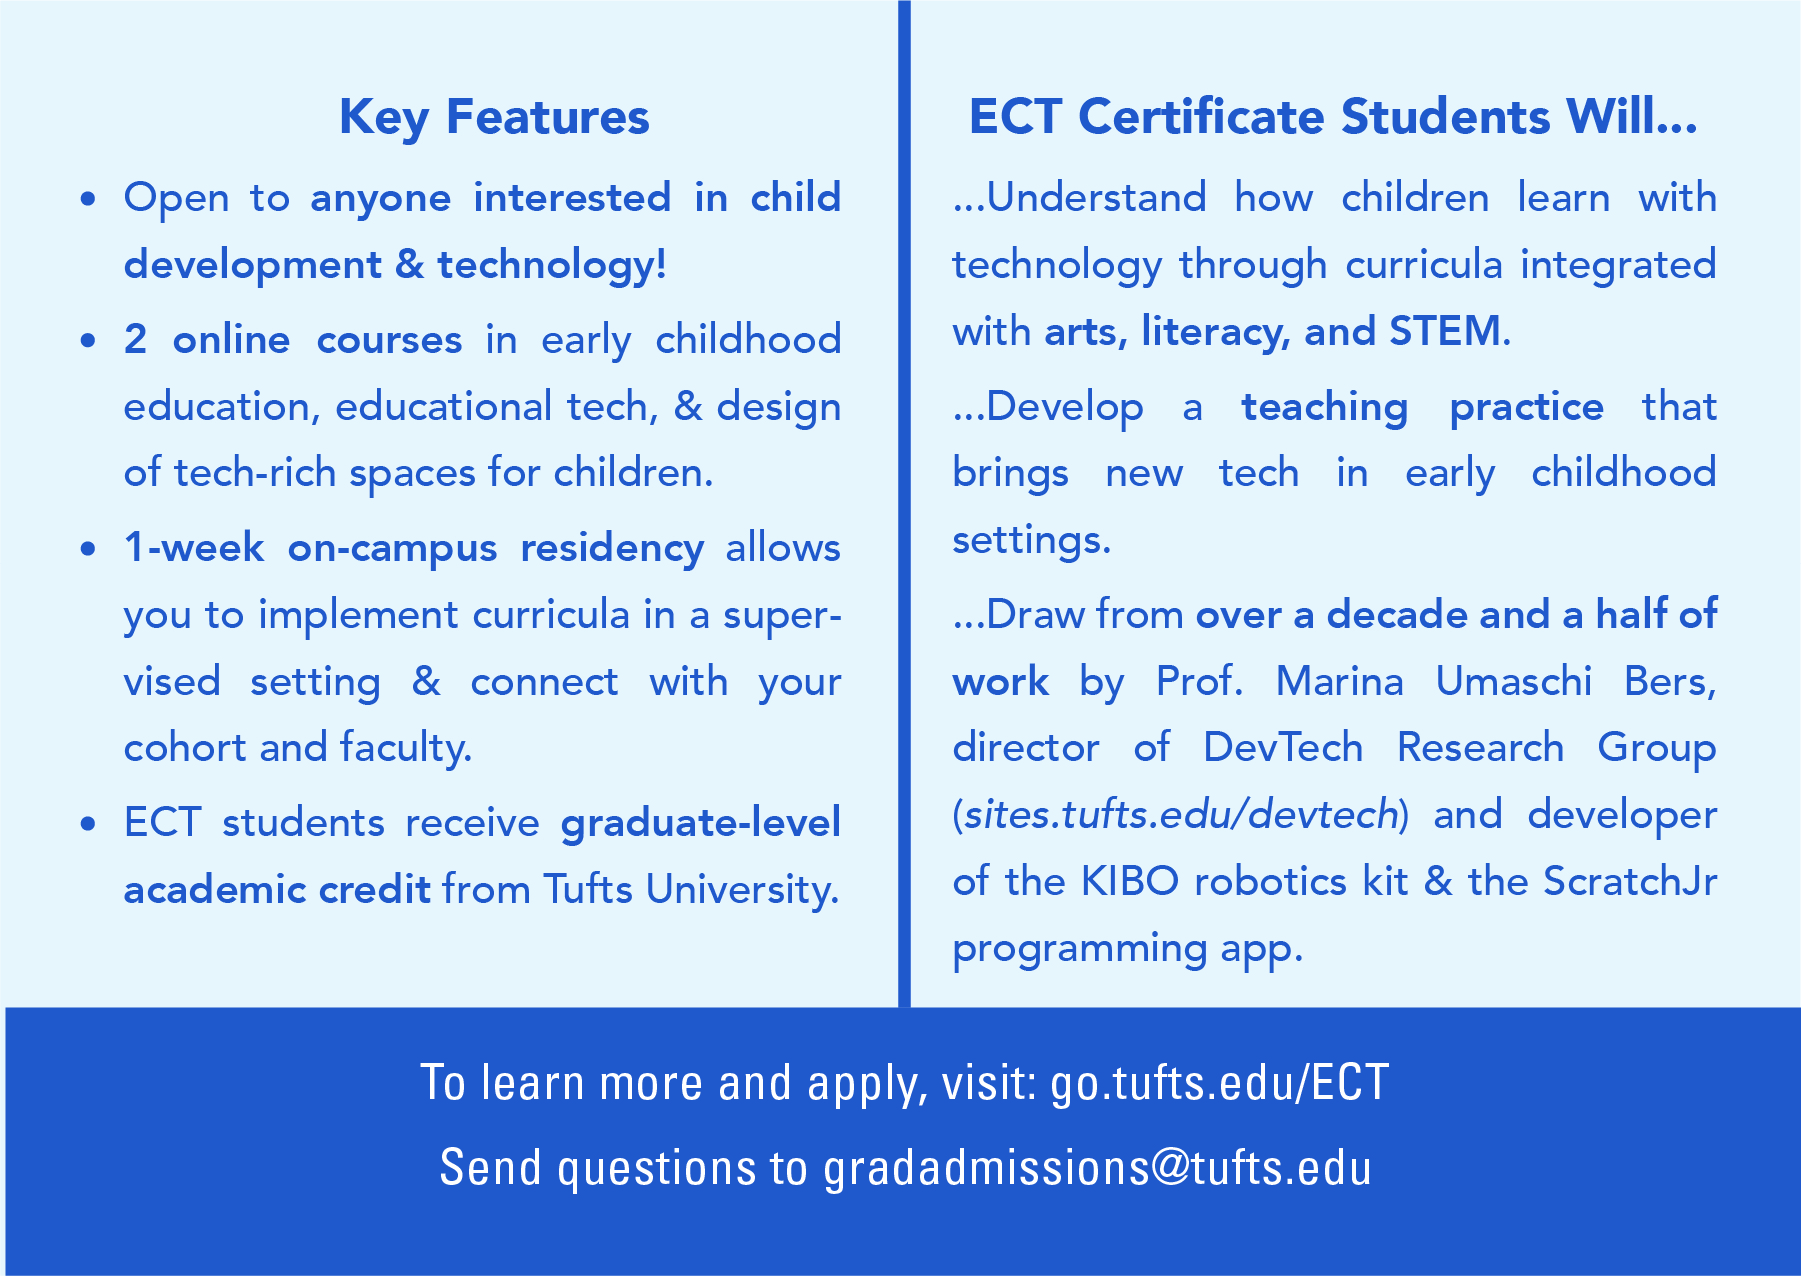 Key Features
• Open to anyone interested in child
development & technology!
• 2 online courses in early childhood
education, educational tech, & design
of tech-rich spaces for children.
• 1-week on-campus residency allows
you to implement curricula in a super-
vised setting & connect with your
cohort and faculty.
• ECT students receive graduate-level
academic credit from Tufts University.
ECT Certificate Students Will...
...Understand how children learn with
technology through curricula integrated
with arts, literacy, and STEM.
...Develop a teaching practice that
brings new tech in early childhood
settings.
...Draw from over a decade and a half of
work by Prof. Marina Umaschi Bers,
director of DevTech Research Group
(sites.tufts.edu/devtech) and developer
of the KIBO robotics kit & the ScratchJr
programming app.
To learn more and apply, visit: go.tufts.edu/ECT
Send questions to gradadmissions@tufts.edu